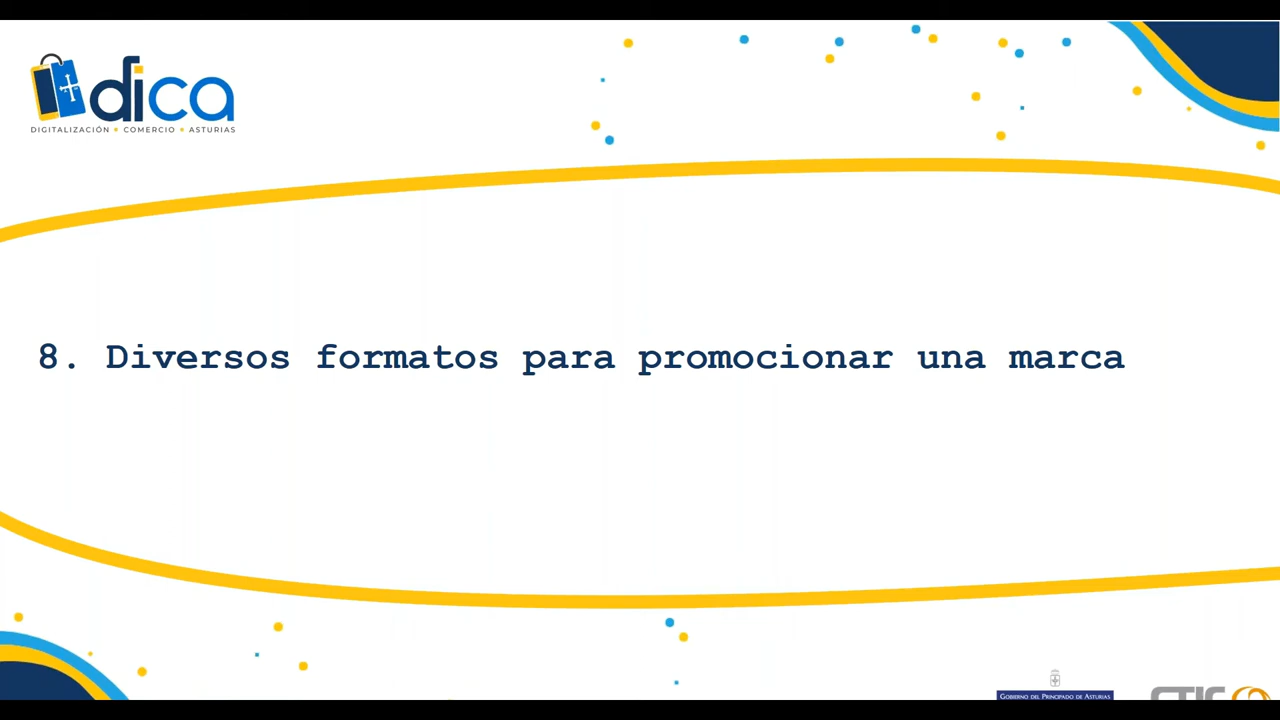 dica
DIGITALIZACIÓN • COMERCIO • ASTURIAS
8. Diversos formatos para promocionar una marca
GOBIERNO DEL PRINCIPADO DE ASTURIAS